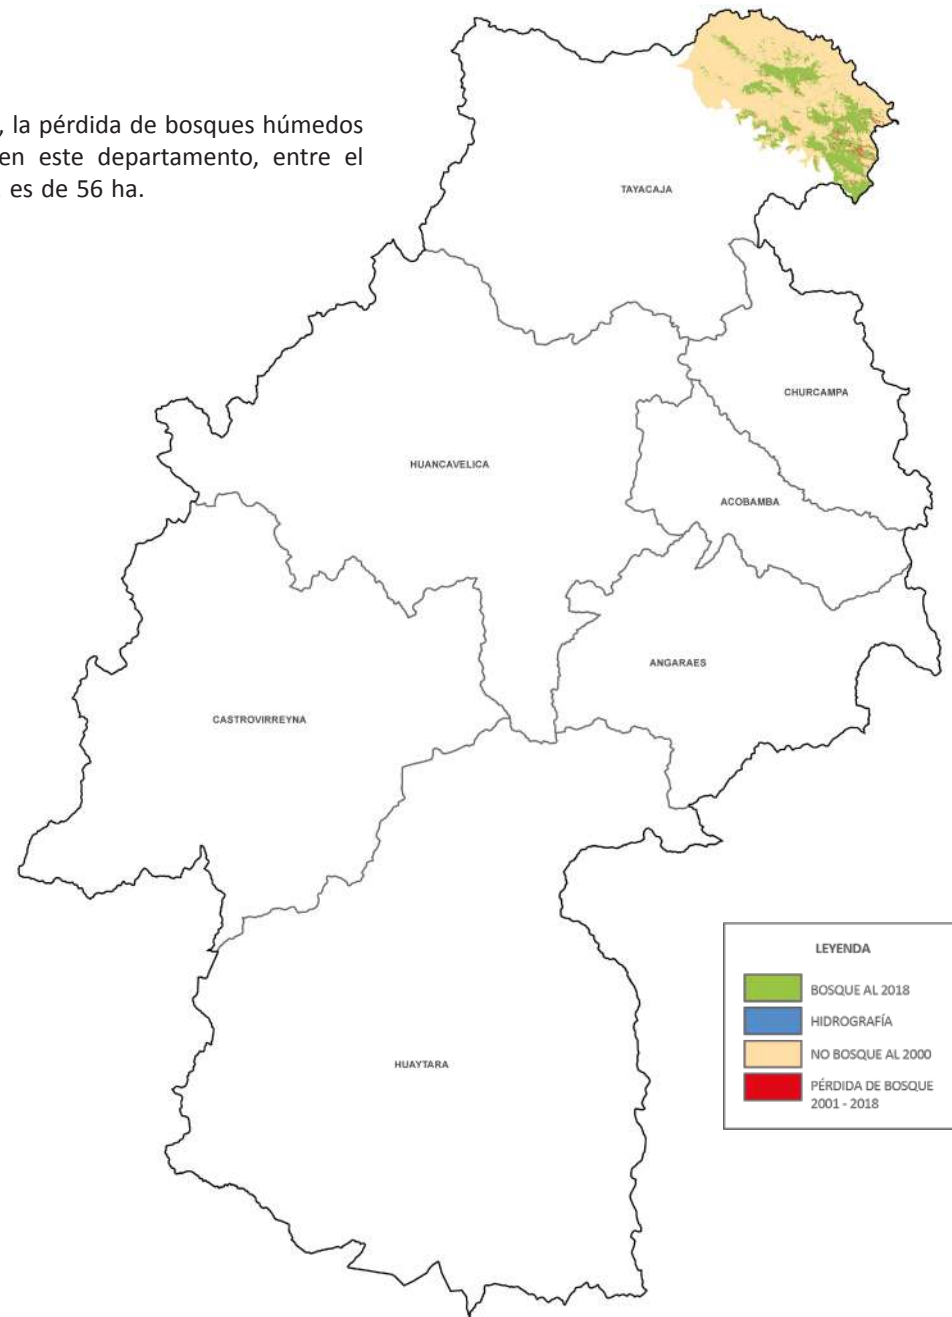 , la pérdida de bosques húmedos
en este departamento, entre el
es de 56 ha.
TAYACAJA
CHURCAMPA
HUANCAVELICA
ACOBAMBA
ANGARAES
CASTROVIRREYNA
HUAYTARA
LEYENDA
BOSQUE AL 2018
HIDROGRAFÍA
NO BOSQUE AL 2000
PÉRDIDA DE BOSQUE
2001 - 2018